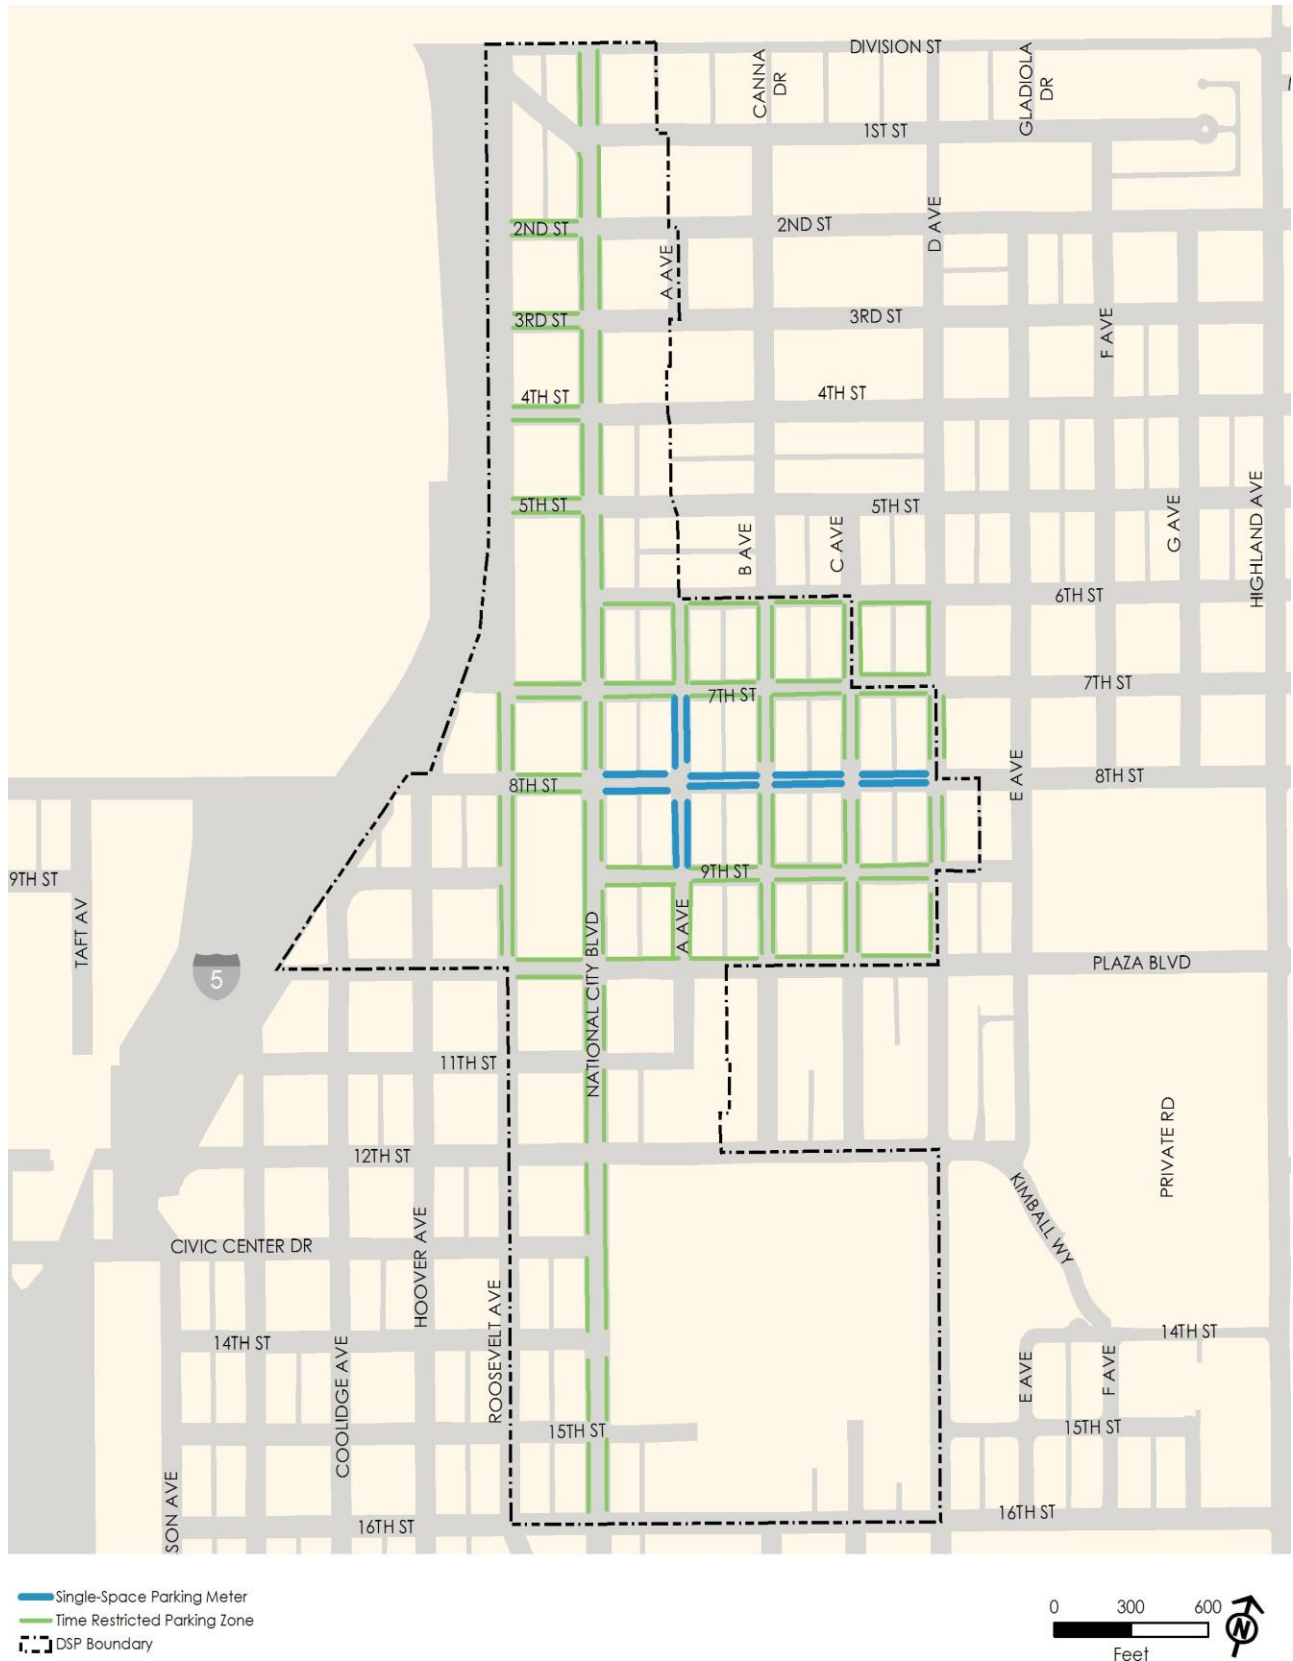 DIVISION ST
CANNA
DR
GLADIOLA
DR
1ST ST
2ND ST
2ND ST
D AVE
A AVE
3RD ST
3RD ST
F AVE
4TH ST
4TH ST
5TH ST
5TH ST
B AVE
C AVE
G AVE
HIGHLAND AVE
6TH ST
7TH ST
7TH ST
8TH ST
E AVE
8TH ST
9TH ST
9TH ST
TAFT AV
A AVE
NATIONAL CITY BLVD
5
PLAZA BLVD
11TH ST
12TH ST
PRIVATE RD
KIMBALL WY
CIVIC CENTER DR
HOOVER AVE
ROOSEVELT AVE
14TH ST
14TH ST
COOLIDGE AVE
E AVE
F AVE
15TH ST
15TH ST
SON AVE
16TH ST
16TH ST
Single-Space Parking Meter
Time Restricted Parking Zone
DSP Boundary
0 300 600
Feet
N